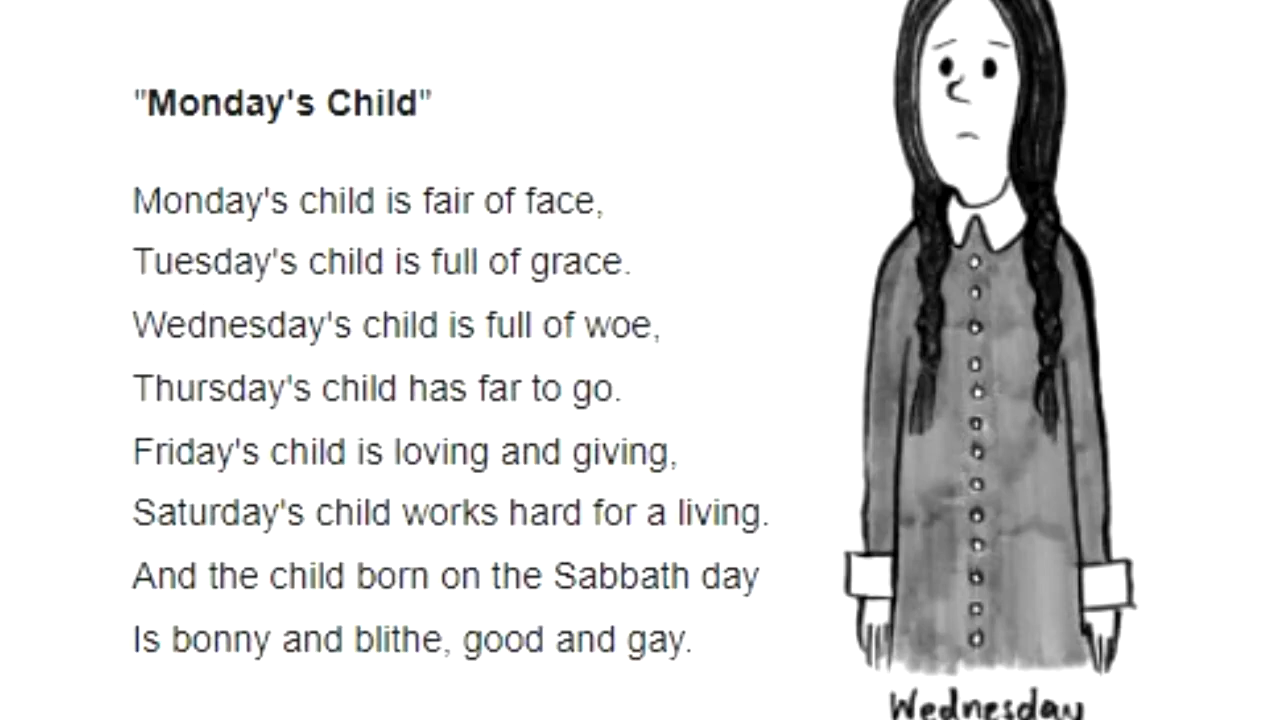 "Monday's Child"
Monday's child is fair of face,
Tuesday's child is full of grace.
Wednesday's child is full of woe,
Thursday's child has far to go.
Friday's child is loving and giving,
Saturday's child works hard for a living.
And the child born on the Sabbath day
Is bonny and blithe, good and gay.
Wednesday